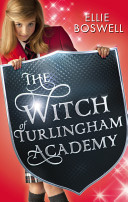 ELLIE
BOSWELL
THE
WITCH
of
TURLINGHAM
ACADEMY